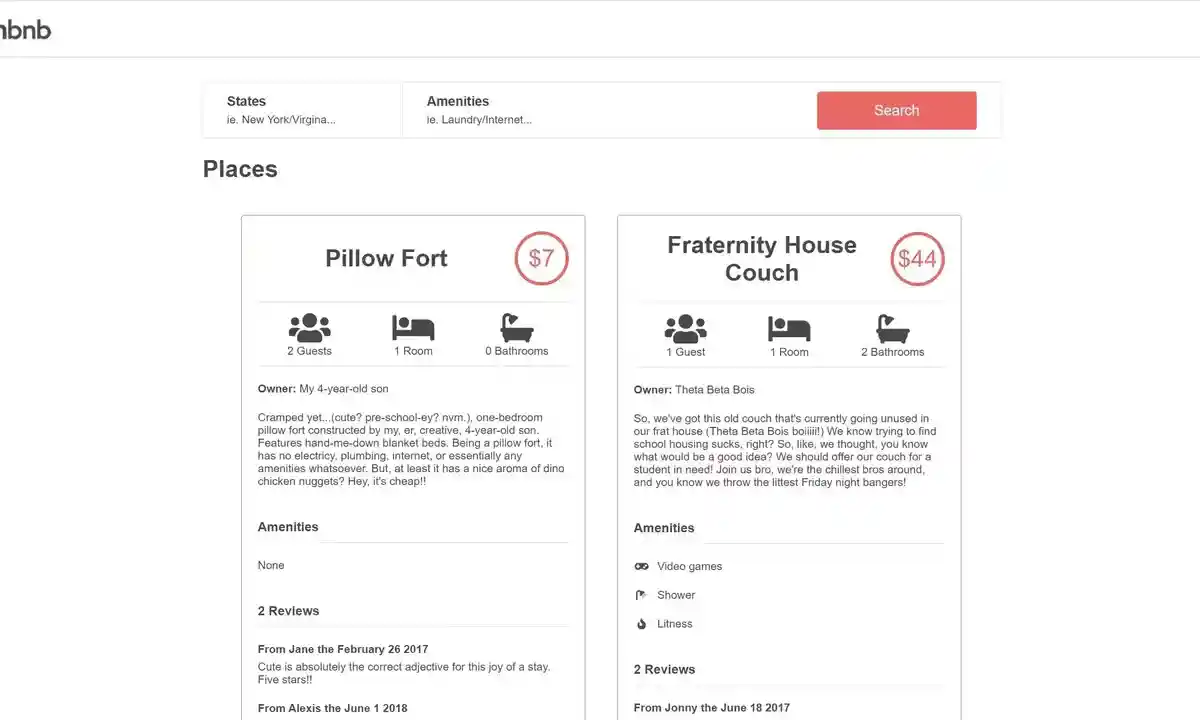 nbnb
States
ie. New York/Virgina...
Amenities
ie. Laundry/Internet...
Search
Places
Pillow Fort
$7
2 Guests
1 Room
0 Bathrooms
Owner: My 4-year-old son
Cramped yet...(cute? pre-school-ey? nvm.), one-bedroom
pillow fort constructed by my, er, creative, 4-year-old son.
Features hand-me-down blanket beds. Being a pillow fort, it
has no electricy, plumbing, internet, or essentially any
amenities whatsoever. But, at least it has a nice aroma of dino
chicken nuggets? Hey, it's cheap!!
Amenities
None
2 Reviews
From Jane the February 26 2017
Cute is absolutely the correct adjective for this joy of a stay.
Five stars!!
From Alexis the June 1 2018
Fraternity House
Couch
$44
1 Guest
1 Room
2 Bathrooms
Owner: Theta Beta Bois
So, we've got this old couch that's currently going unused in
our frat house (Theta Beta Bois boiiii!) We know trying to find
school housing sucks, right? So, like, we thought, you know
what would be a good idea? We should offer our couch for a
student in need! Join us bro, we're the chillest bros around,
and you know we throw the littest Friday night bangers!
Amenities
Video games
Shower
Litness
2 Reviews
From Jonny the June 18 2017